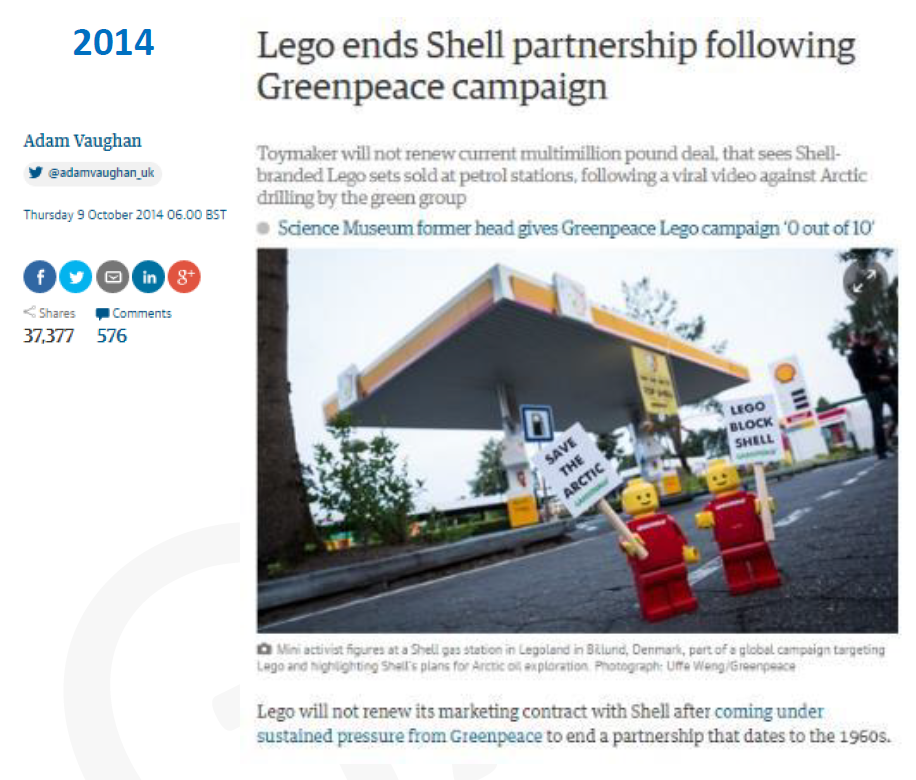 2014
Lego ends Shell partnership following
Greenpeace campaign
Adam Vaughan
@adamvaughan_uk
Thursday 9 October 2014 06.00 BST
Shares
Comments
37,377
576
Toymaker will not renew current multimillion pound deal, that sees Shell-
branded Lego sets sold at petrol stations, following a viral video against Arctic
drilling by the green group
Science Museum former head gives Greenpeace Lego campaign '0 out of 10'
SAVE
THE
ARCTIC
GREENPEACE
LEGO
BLOCK
SHELL
GREENPEACE
Mini activist figures at a Shell gas station in Legoland in Billund, Denmark, part of a global campaign targeting
Lego and highlighting Shell's plans for Arctic oil exploration. Photograph: Uffe Weng/Greenpeace
Lego will not renew its marketing contract with Shell after coming under
sustained pressure from Greenpeace to end a partnership that dates to the 1960s.